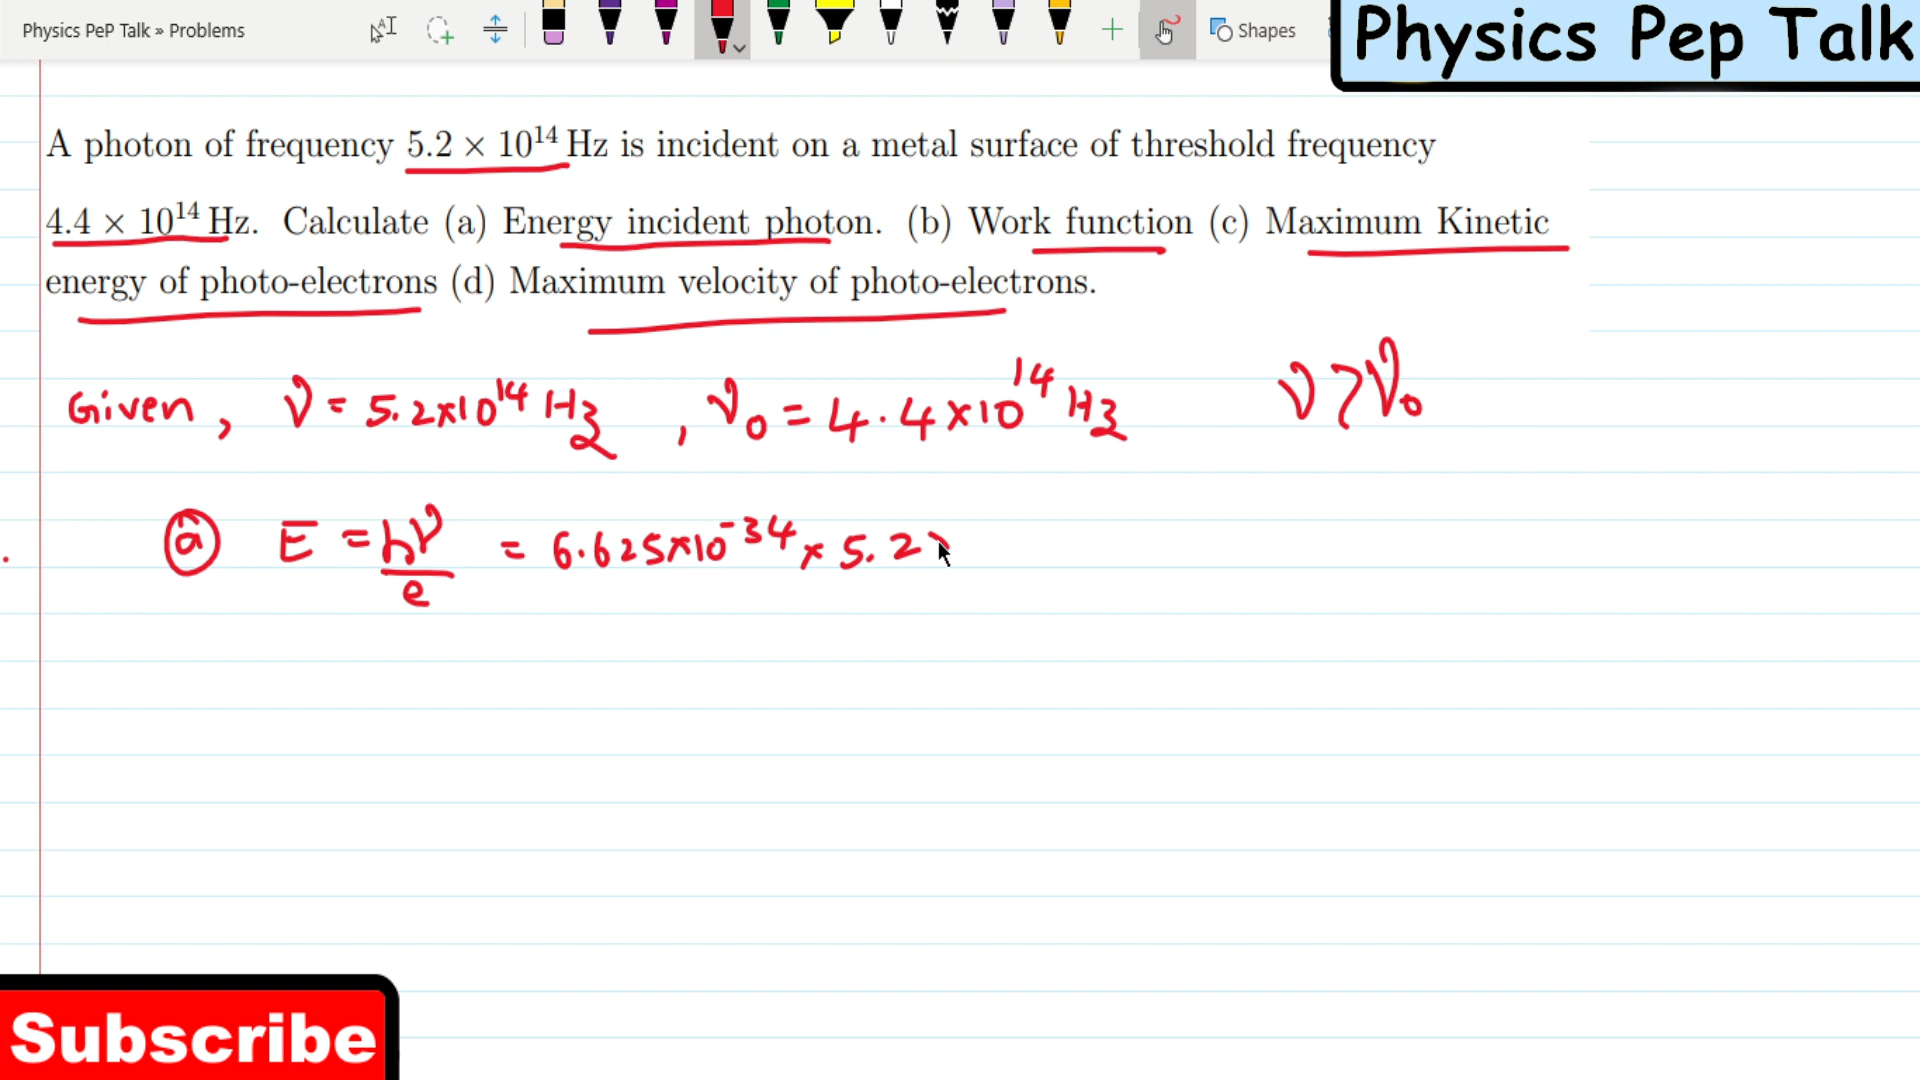 Physics PeP Talk » Problems
Shapes
Physics Pep Talk
A photon of frequency 5.2 × 10¹⁴ Hz is incident on a metal surface of threshold frequency
4.4 × 10¹⁴ Hz. Calculate (a) Energy incident photon. (b) Work function (c) Maximum Kinetic
energy of photo-electrons (d) Maximum velocity of photo-electrons.
Given, ν = 5.2×10¹⁴ Hz , ν₀ = 4.4×10¹⁴ Hz ν > ν₀
(a) E = hν/e = 6.625×10⁻³⁴ × 5.2
Subscribe